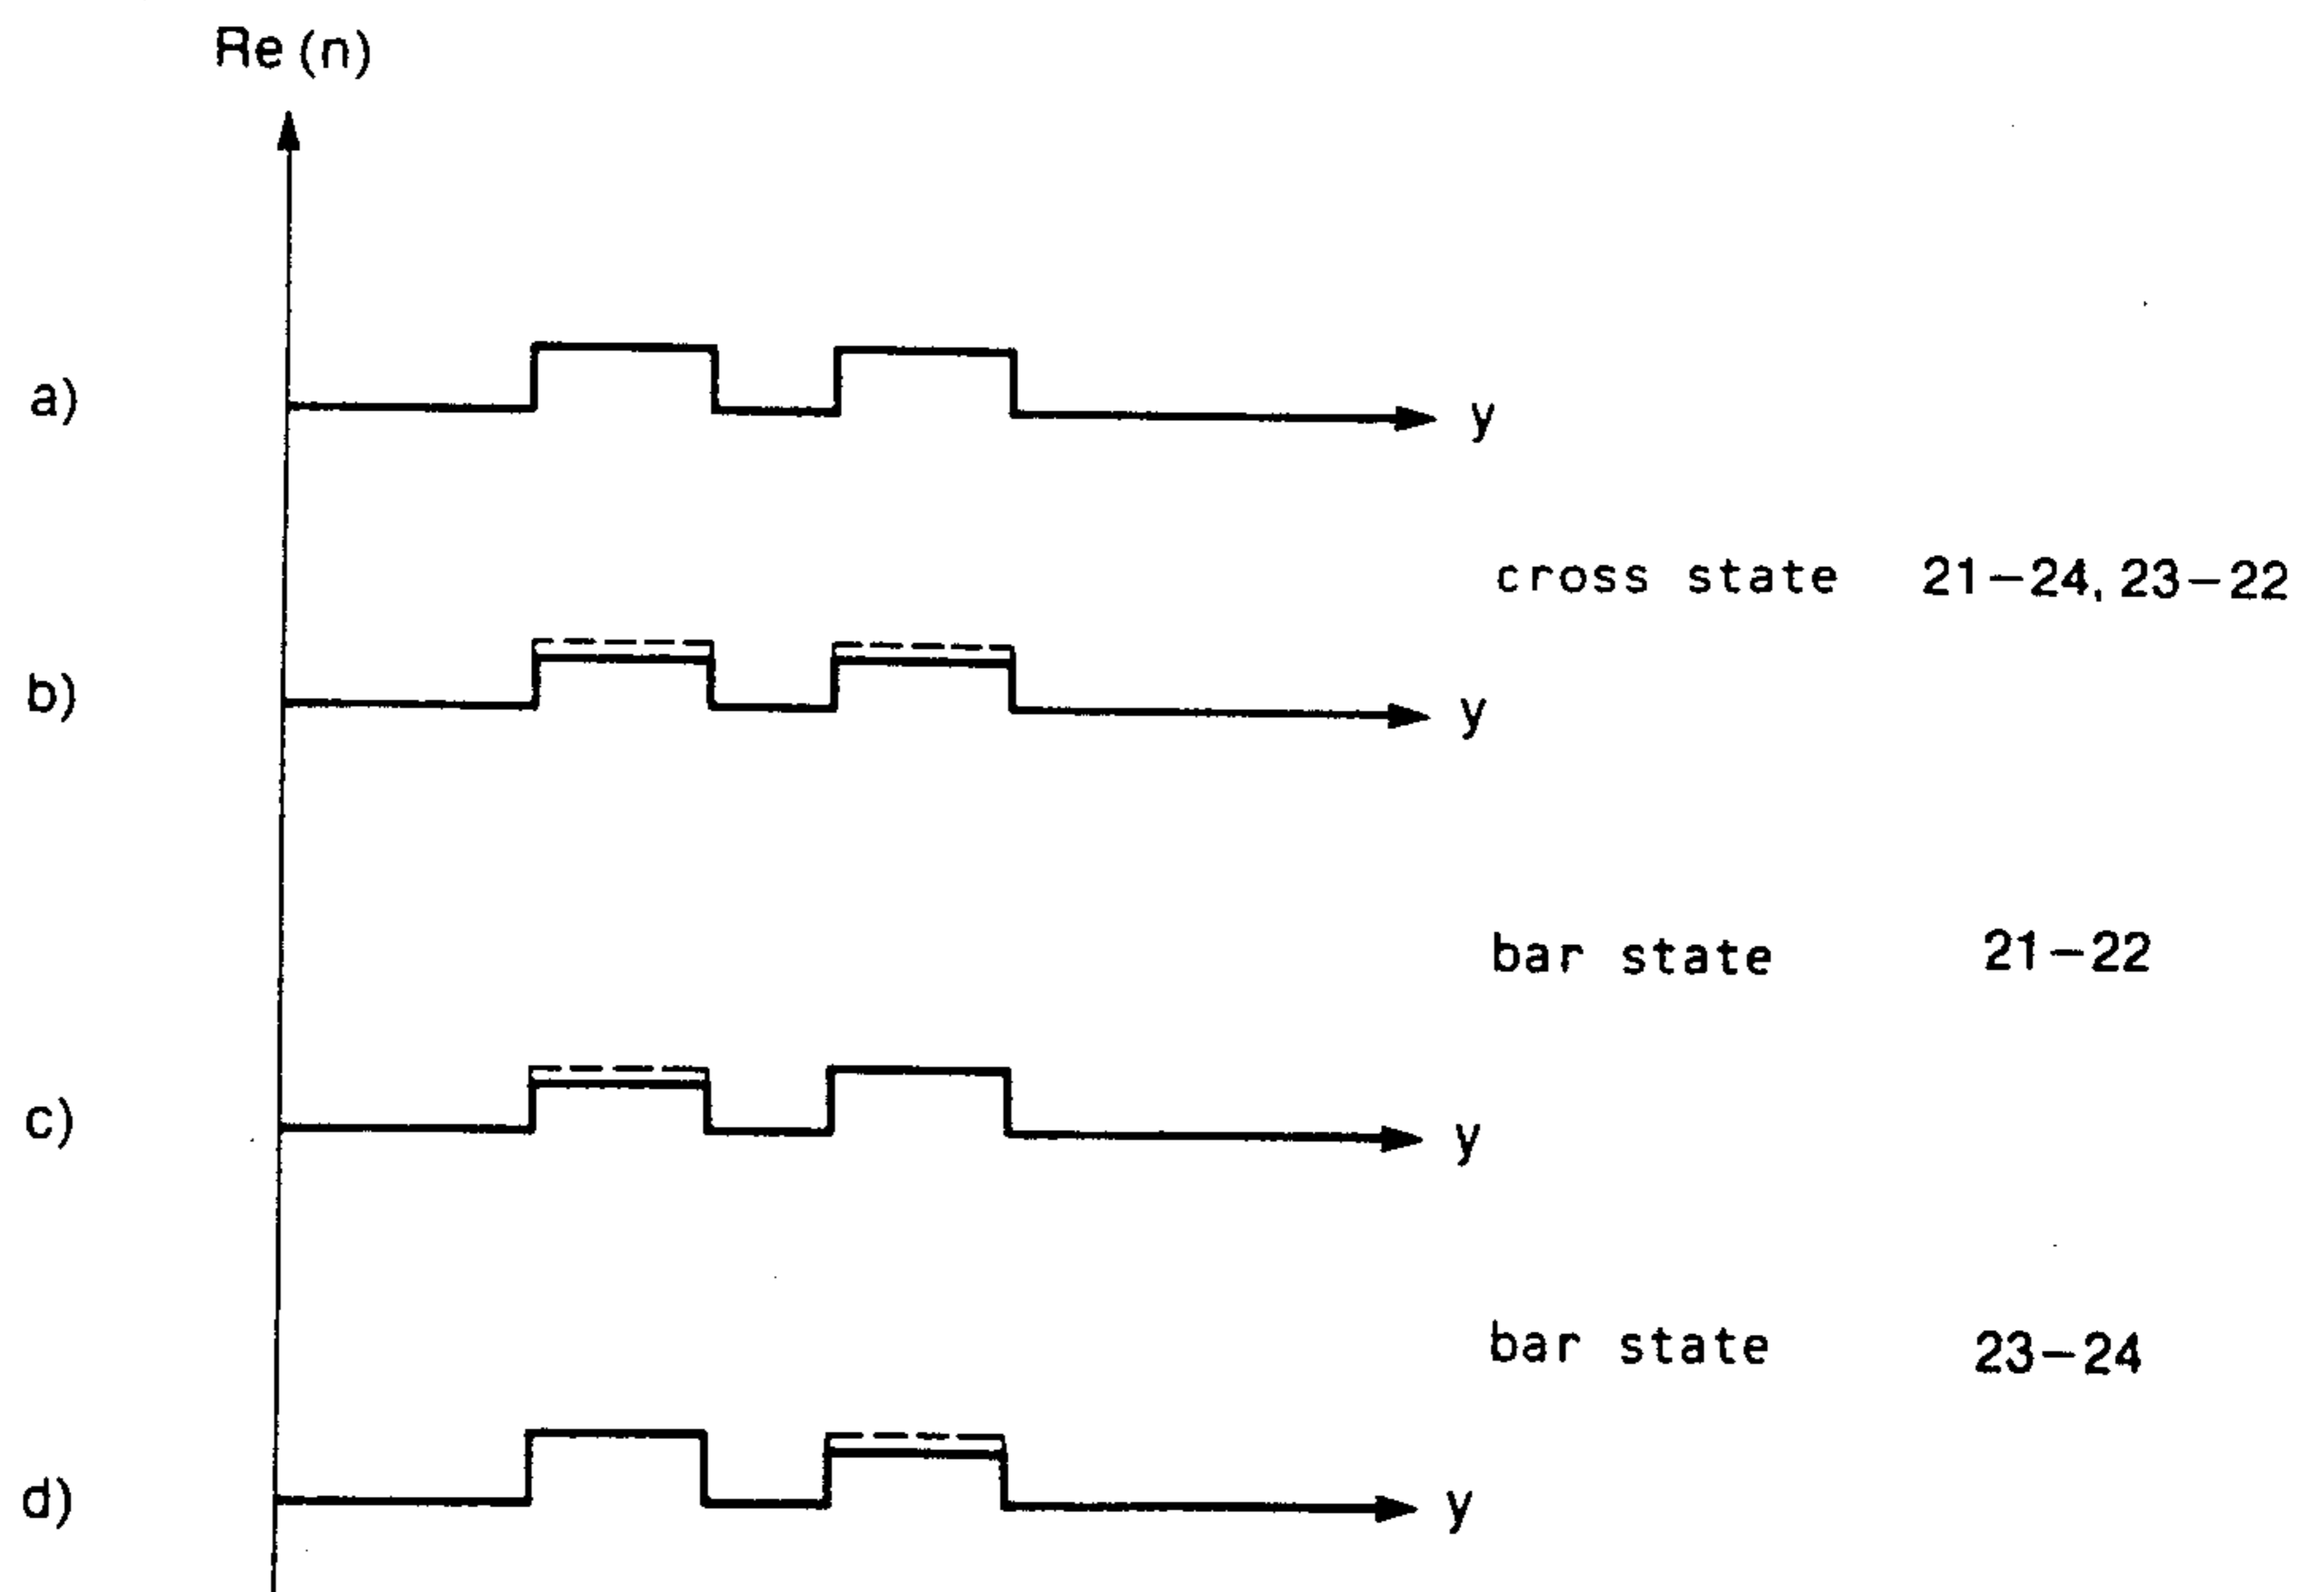 Re(n)
a)
y
cross state 21-24, 23-22
b)
y
bar state 21-22
c)
y
bar state 23-24
d)
y